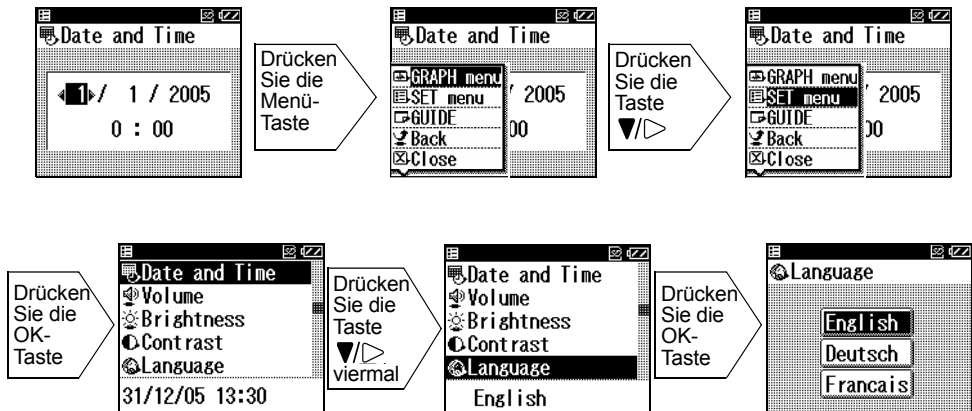 Date and Time
1 / 1 / 2005
0 : 00
Drücken
Sie die
Menü-
Taste
Date and Time
GRAPH menu
SET menu / 2005
GUIDE 00
Back
Close
Drücken
Sie die
Taste
▼/▷
Date and Time
GRAPH menu
SET menu / 2005
GUIDE 00
Back
Close
Drücken
Sie die
OK-
Taste
Date and Time
Volume
Brightness
Contrast
Language
31/12/05 13:30
Drücken
Sie die
Taste
▼/▷
viermal
Date and Time
Volume
Brightness
Contrast
Language
English
Drücken
Sie die
OK-
Taste
Language
English
Deutsch
Francais